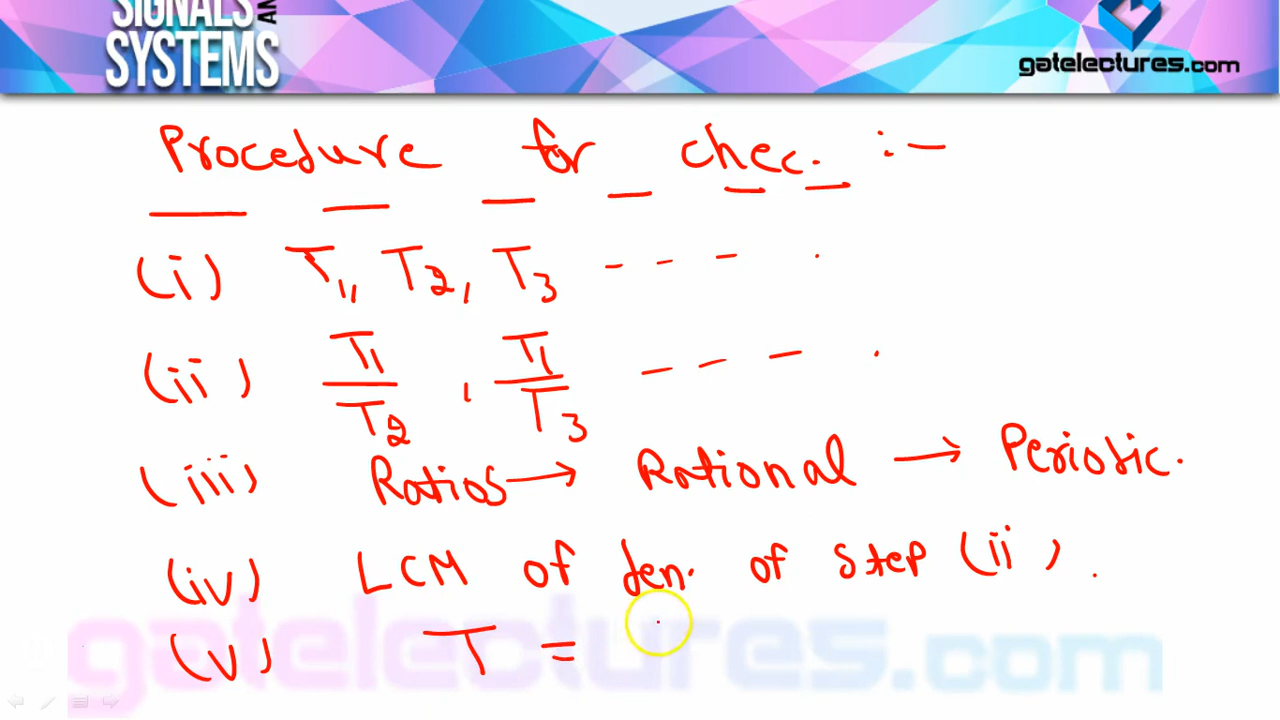 SIGNALS AND
SYSTEMS
gatelectures.com
Procedure for chec. :-
(i) T1, T2, T3 ---- .
(ii) T1/T2 , T1/T3 --- .
(iii) Ratios → Rational → Periodic.
(iv) LCM of den. of step (ii) .
(v) T =
gatelectures.com